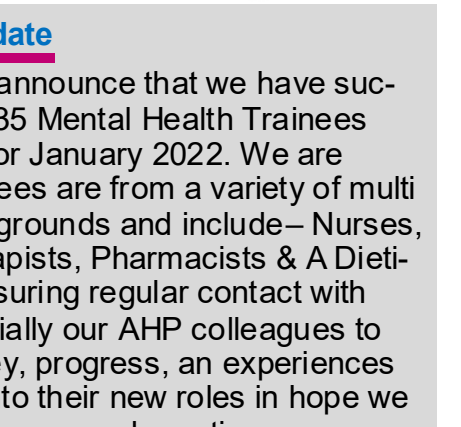 date
announce that we have suc-
35 Mental Health Trainees
or January 2022. We are
ees are from a variety of multi
grounds and include– Nurses,
apists, Pharmacists & A Dieti-
suring regular contact with
ially our AHP colleagues to
ey, progress, an experiences
to their new roles in hope we